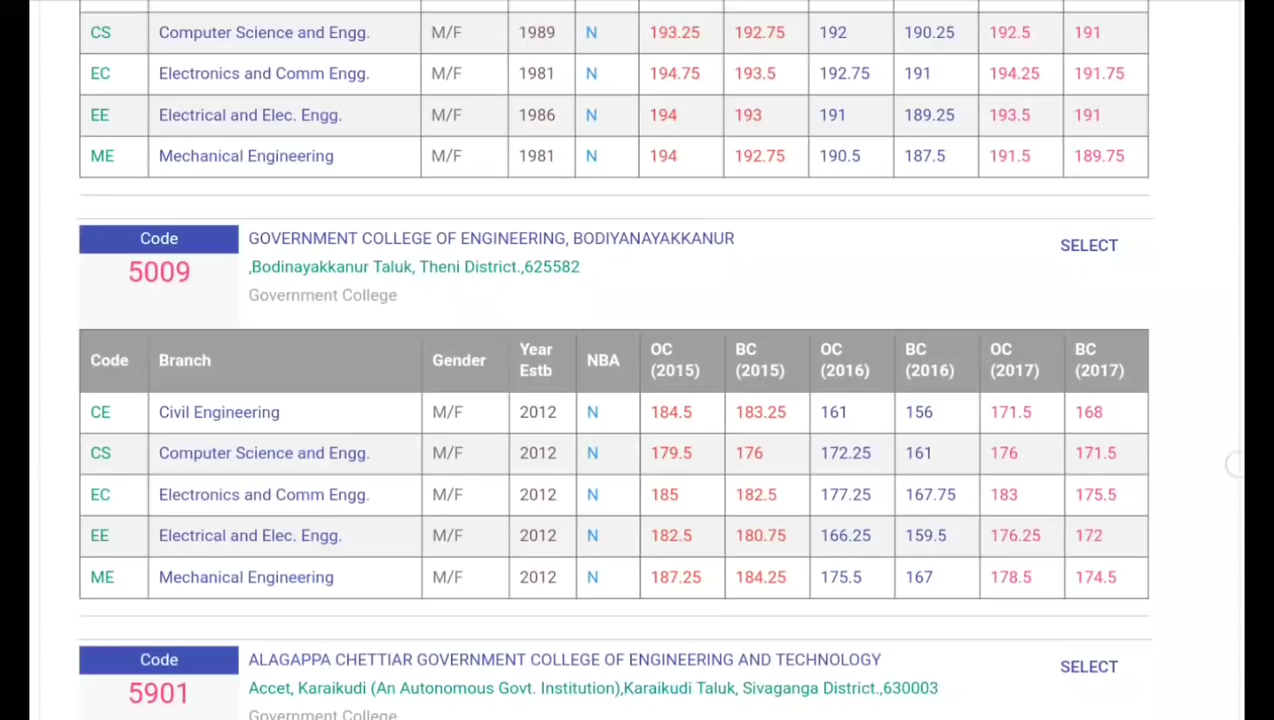 CS Computer Science and Engg. M/F 1989 N 193.25 192.75 192 190.25 192.5 191
EC Electronics and Comm Engg. M/F 1981 N 194.75 193.5 192.75 191 194.25 191.75
EE Electrical and Elec. Engg. M/F 1986 N 194 193 191 189.25 193.5 191
ME Mechanical Engineering M/F 1981 N 194 192.75 190.5 187.5 191.5 189.75
Code
5009
GOVERNMENT COLLEGE OF ENGINEERING, BODIYANAYAKKANUR
,Bodinayakkanur Taluk, Theni District.,625582
Government College
SELECT
Code Branch Gender Year Estb NBA OC (2015) BC (2015) OC (2016) BC (2016) OC (2017) BC (2017)
CE Civil Engineering M/F 2012 N 184.5 183.25 161 156 171.5 168
CS Computer Science and Engg. M/F 2012 N 179.5 176 172.25 161 176 171.5
EC Electronics and Comm Engg. M/F 2012 N 185 182.5 177.25 167.75 183 175.5
EE Electrical and Elec. Engg. M/F 2012 N 182.5 180.75 166.25 159.5 176.25 172
ME Mechanical Engineering M/F 2012 N 187.25 184.25 175.5 167 178.5 174.5
Code
5901
ALAGAPPA CHETTIAR GOVERNMENT COLLEGE OF ENGINEERING AND TECHNOLOGY
Accet, Karaikudi (An Autonomous Govt. Institution),Karaikudi Taluk, Sivaganga District.,630003
Government College
SELECT